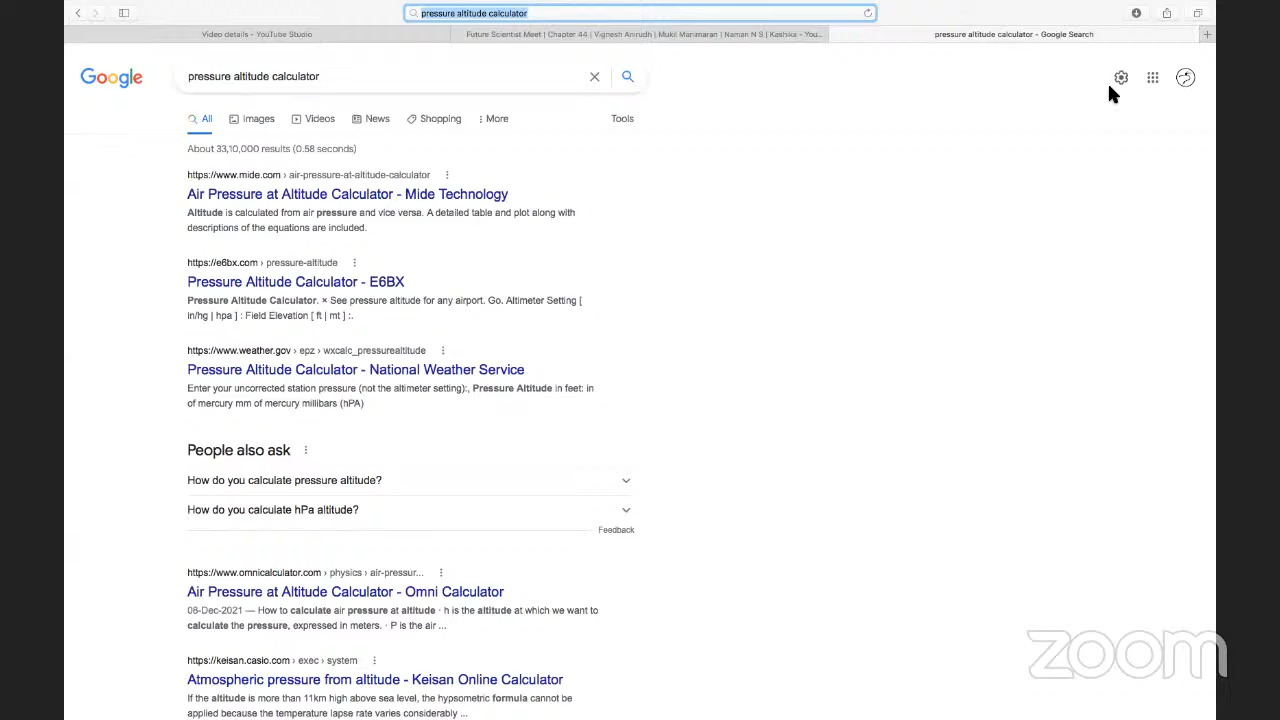 pressure altitude calculator
Video details - YouTube Studio
Future Scientist Meet | Chapter 44 | Vignesh Anirudh | Mukil Manimaran | Naman N S | Kashika - You...
pressure altitude calculator - Google Search
Google
pressure altitude calculator
All
Images
Videos
News
Shopping
More
Tools
About 33,10,000 results (0.58 seconds)
https://www.mide.com › air-pressure-at-altitude-calculator
Air Pressure at Altitude Calculator - Mide Technology
Altitude is calculated from air pressure and vice versa. A detailed table and plot along with
descriptions of the equations are included.
https://e6bx.com › pressure-altitude
Pressure Altitude Calculator - E6BX
Pressure Altitude Calculator. × See pressure altitude for any airport. Go. Altimeter Setting [
in/hg | hpa ] : Field Elevation [ ft | mt ] :.
https://www.weather.gov › epz › wxcalc_pressurealtitude
Pressure Altitude Calculator - National Weather Service
Enter your uncorrected station pressure (not the altimeter setting):, Pressure Altitude in feet: in
of mercury mm of mercury millibars (hPA)
People also ask
How do you calculate pressure altitude?
How do you calculate hPa altitude?
Feedback
https://www.omnicalculator.com › physics › air-pressur...
Air Pressure at Altitude Calculator - Omni Calculator
08-Dec-2021 — How to calculate air pressure at altitude · h is the altitude at which we want to
calculate the pressure, expressed in meters. · P is the air ...
https://keisan.casio.com › exec › system
Atmospheric pressure from altitude - Keisan Online Calculator
If the altitude is more than 11km high above sea level, the hypsometric formula cannot be
applied because the temperature lapse rate varies considerably ...
zoom